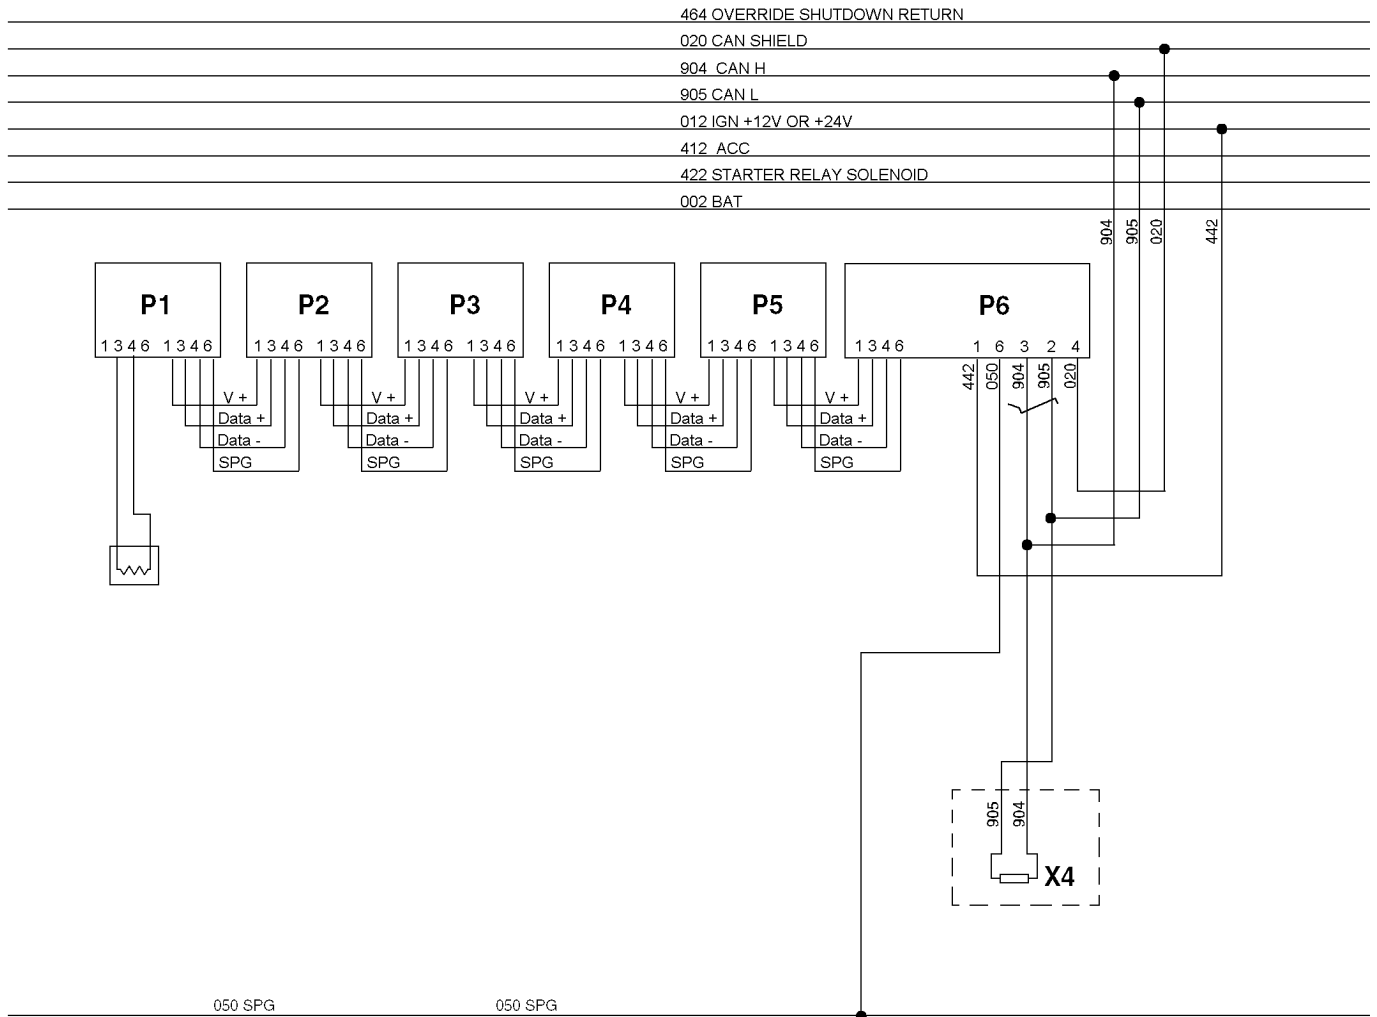 464 OVERRIDE SHUTDOWN RETURN
020 CAN SHIELD
904 CAN H
905 CAN L
012 IGN +12V OR +24V
412 ACC
422 STARTER RELAY SOLENOID
002 BAT
904 905 020 442
P1 P2 P3 P4 P5 P6
1 3 4 6 1 3 4 6 1 3 4 6 1 3 4 6 1 3 4 6 1 3 4 6 1 3 4 6 1 3 4 6 1 3 4 6 1 3 4 6 1 3 4 6 1 6 3 2 4
442 050 904 905 020
V + V + V + V + V +
Data + Data + Data + Data + Data +
Data - Data - Data - Data - Data -
SPG SPG SPG SPG SPG
905 904
X4
050 SPG 050 SPG